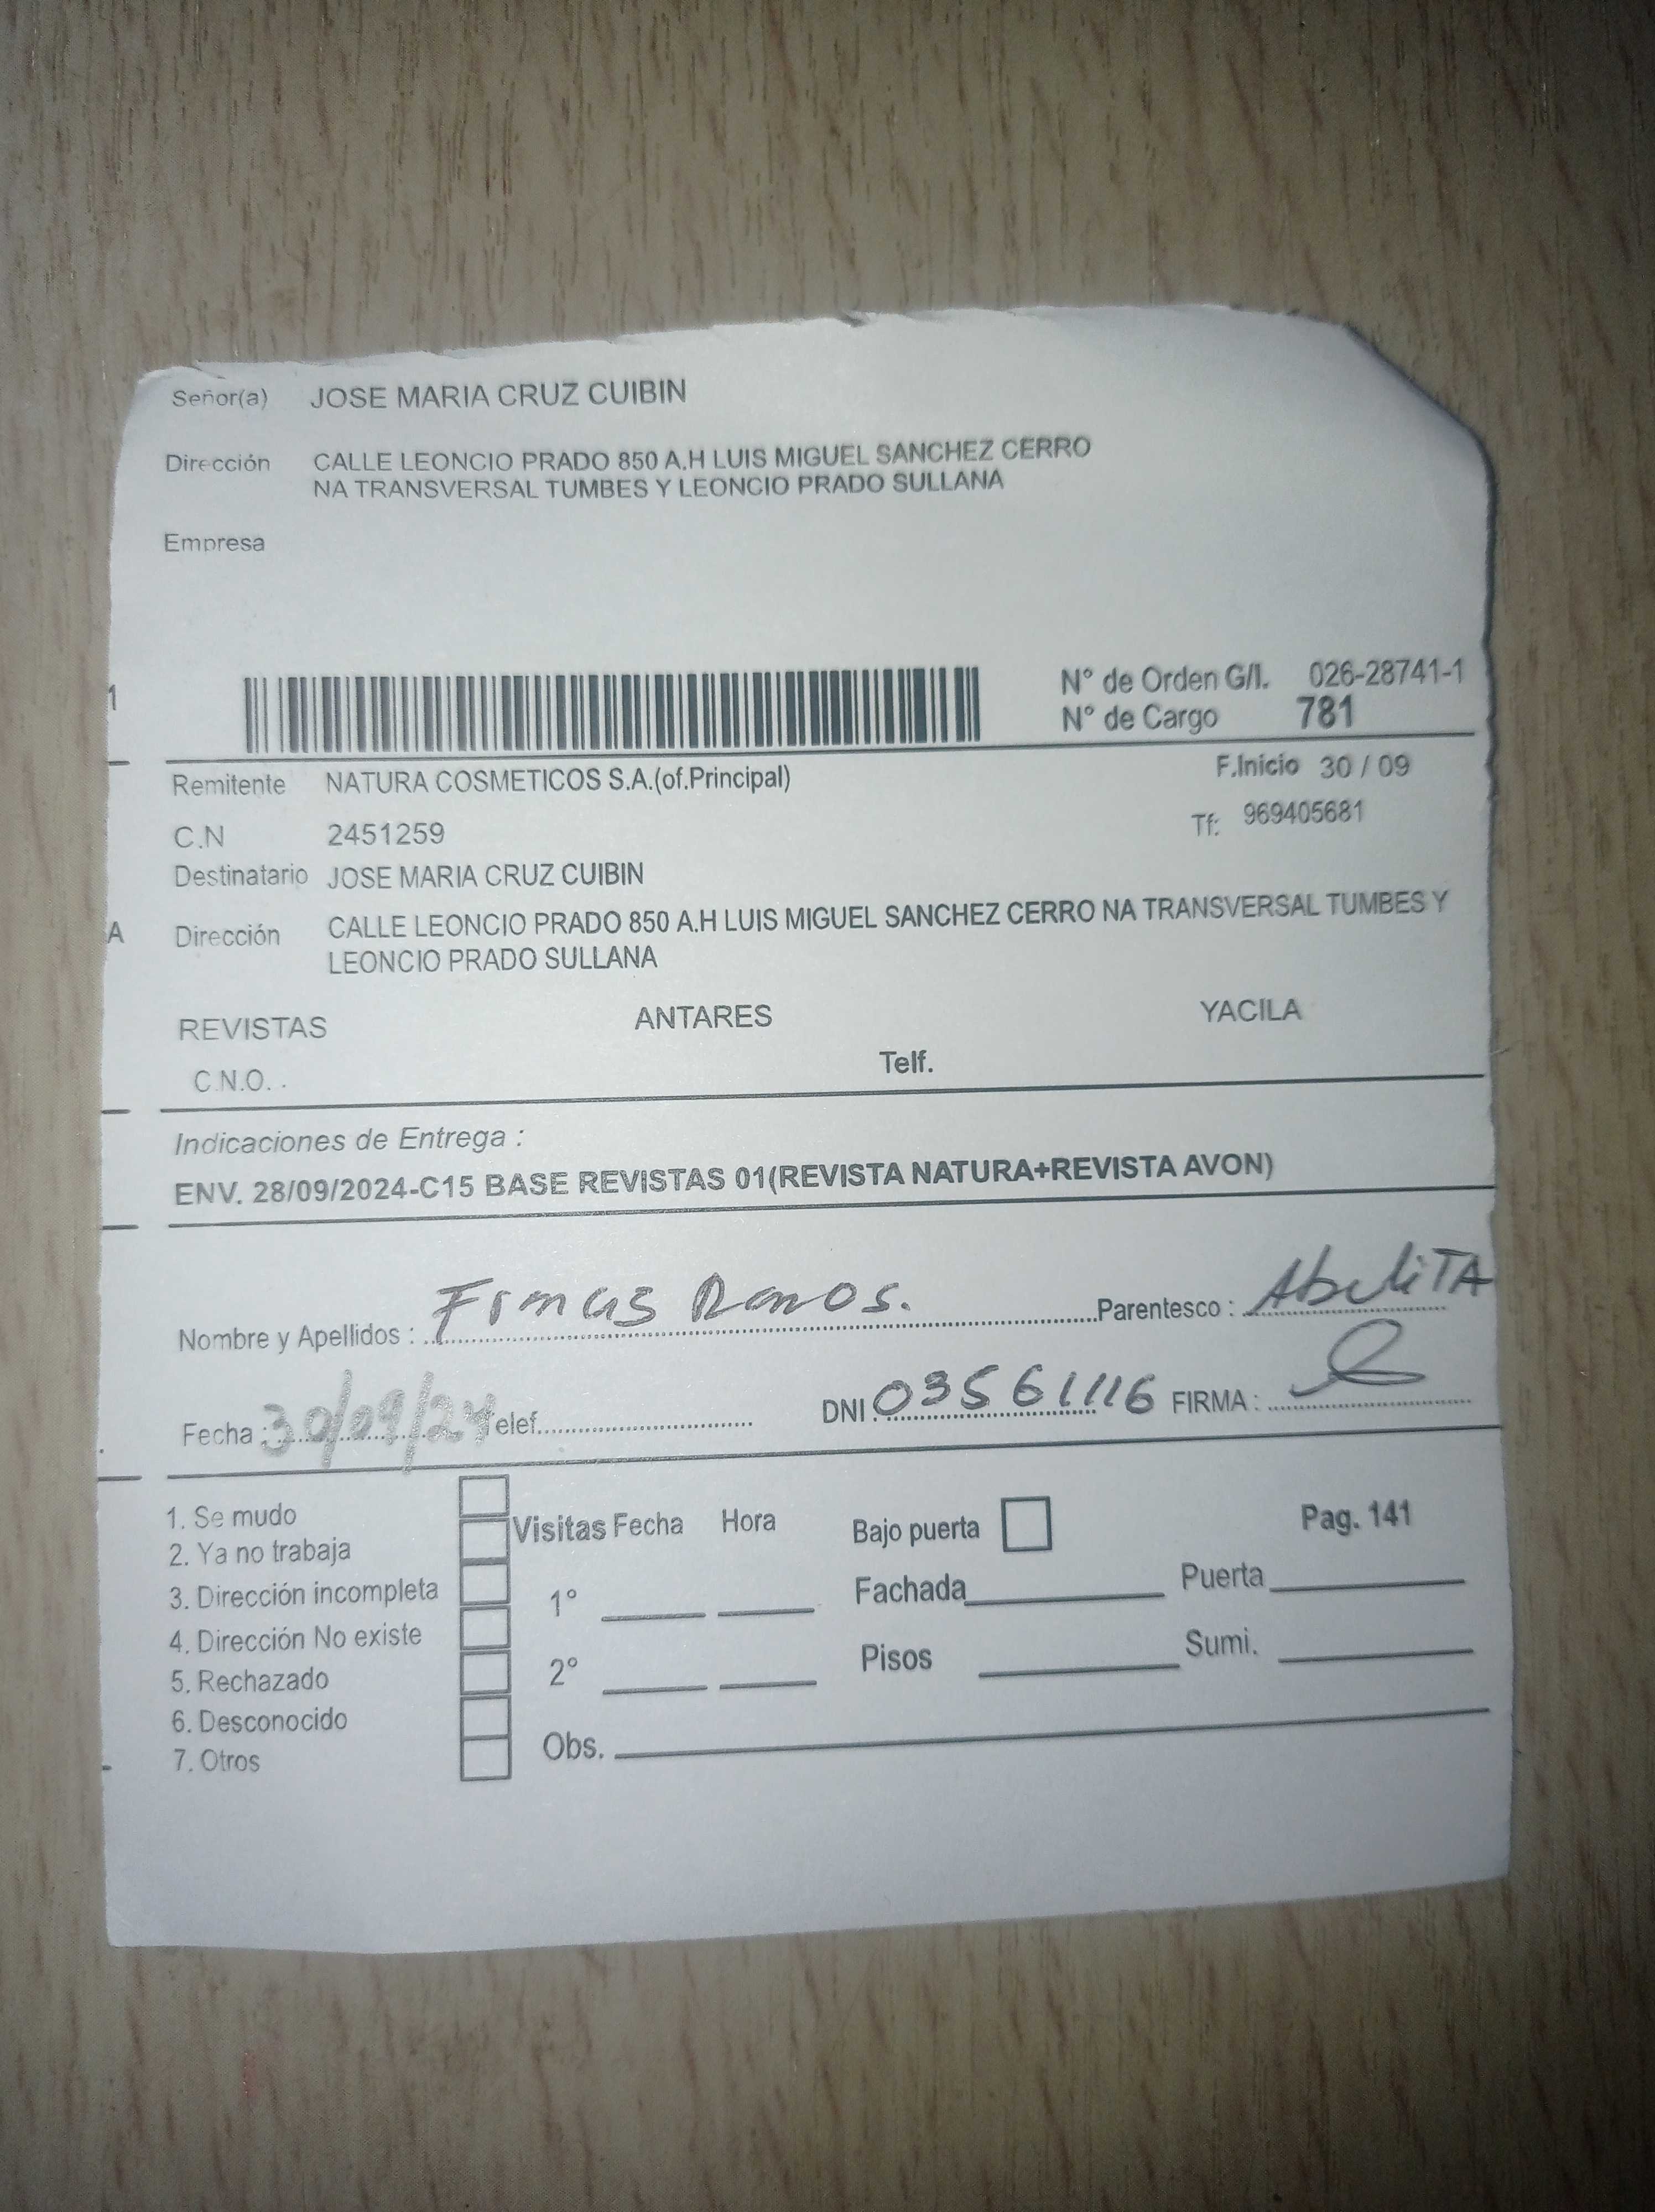 Señor(a) JOSE MARIA CRUZ CUIBIN
Dirección CALLE LEONCIO PRADO 850 A.H LUIS MIGUEL SANCHEZ CERRO
NA TRANSVERSAL TUMBES Y LEONCIO PRADO SULLANA
Empresa
1
N° de Orden G/I. 026-28741-1
N° de Cargo 781
Remitente NATURA COSMETICOS S.A.(of.Principal) F.Inicio 30 / 09
C.N 2451259 Tf: 969405681
Destinatario JOSE MARIA CRUZ CUIBIN
A Dirección CALLE LEONCIO PRADO 850 A.H LUIS MIGUEL SANCHEZ CERRO NA TRANSVERSAL TUMBES Y
LEONCIO PRADO SULLANA
REVISTAS ANTARES YACILA
C.N.O. . Telf.
Indicaciones de Entrega :
ENV. 28/09/2024-C15 BASE REVISTAS 01(REVISTA NATURA+REVISTA AVON)
Nombre y Apellidos : Parentesco : AbueliTA
Fecha : 30/09/24 Telef. DNI 03561116 FIRMA :
1. Se mudo
2. Ya no trabaja
3. Dirección incompleta
4. Dirección No existe
5. Rechazado
6. Desconocido
7. Otros
Visitas Fecha Hora
1°
2°
Obs.
Bajo puerta Pag. 141
Fachada Puerta
Pisos Sumi.